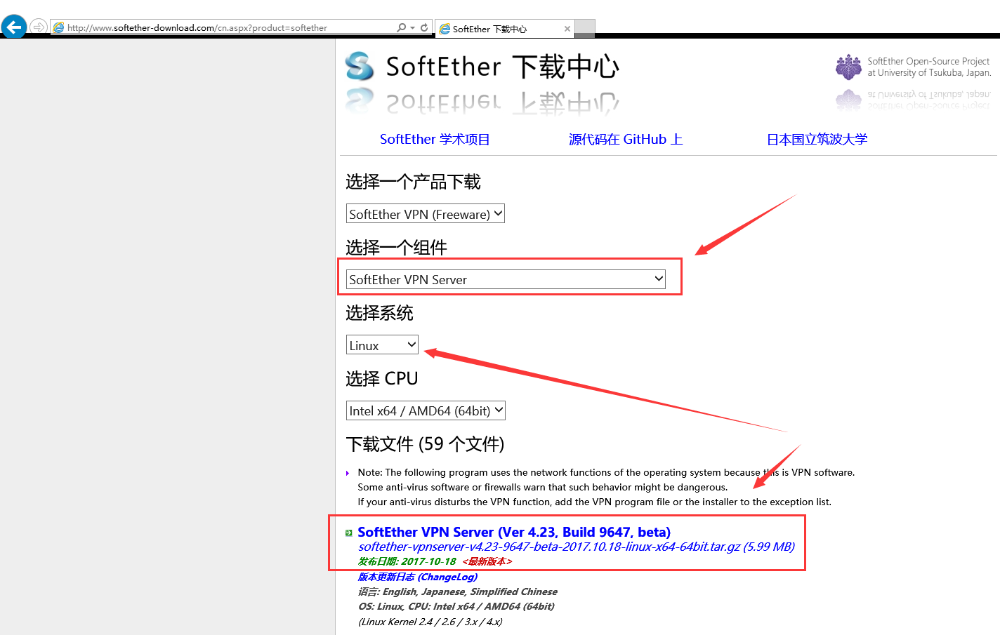 http://www.softether-download.com/cn.aspx?product=softether
SoftEther 下载中心
SoftEther 下载中心
SoftEther Open-Source Project
at University of Tsukuba, Japan.
SoftEther 学术项目
源代码在 GitHub 上
日本国立筑波大学
选择一个产品下载
SoftEther VPN (Freeware)
选择一个组件
SoftEther VPN Server
选择系统
Linux
选择 CPU
Intel x64 / AMD64 (64bit)
下载文件 (59 个文件)
Note: The following program uses the network functions of the operating system because this is VPN software.
Some anti-virus software or firewalls warn that such behavior might be dangerous.
If your anti-virus disturbs the VPN function, add the VPN program file or the installer to the exception list.
SoftEther VPN Server (Ver 4.23, Build 9647, beta)
softether-vpnserver-v4.23-9647-beta-2017.10.18-linux-x64-64bit.tar.gz (5.99 MB)
发布日期: 2017-10-18 <最新版本>
版本更新日志 (ChangeLog)
语言: English, Japanese, Simplified Chinese
OS: Linux, CPU: Intel x64 / AMD64 (64bit)
(Linux Kernel 2.4 / 2.6 / 3.x / 4.x)